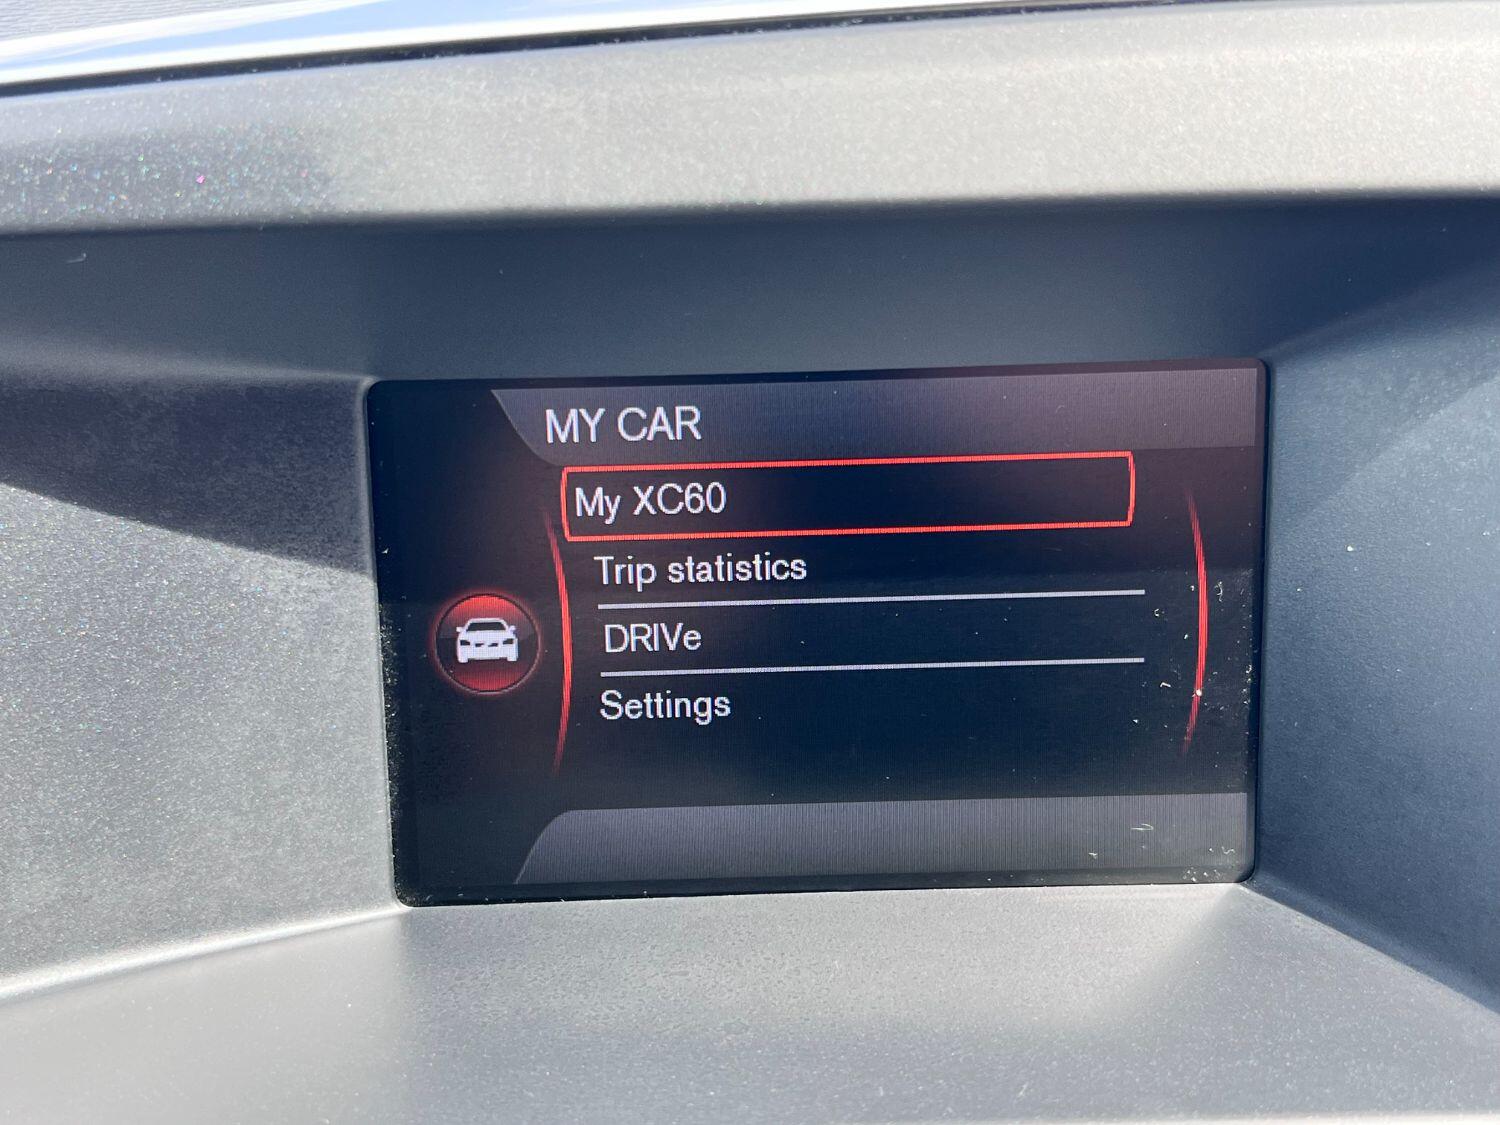 MY CAR
My XC60
Trip statistics
DRIVe
Settings